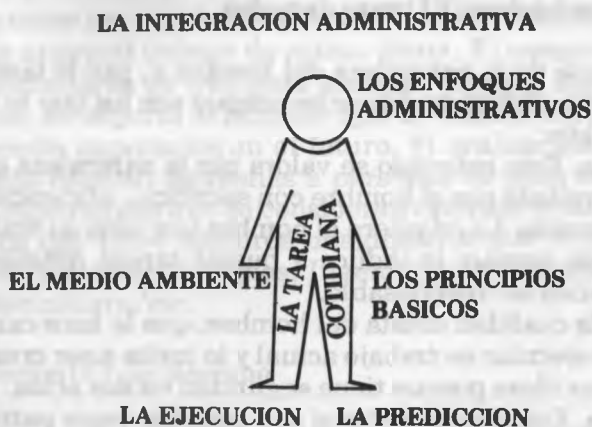 LA INTEGRACION ADMINISTRATIVA
LOS ENFOQUES
ADMINISTRATIVOS
LA TAREA
COTIDIANA
EL MEDIO AMBIENTE
LOS PRINCIPIOS
BASICOS
LA EJECUCION
LA PREDICCION